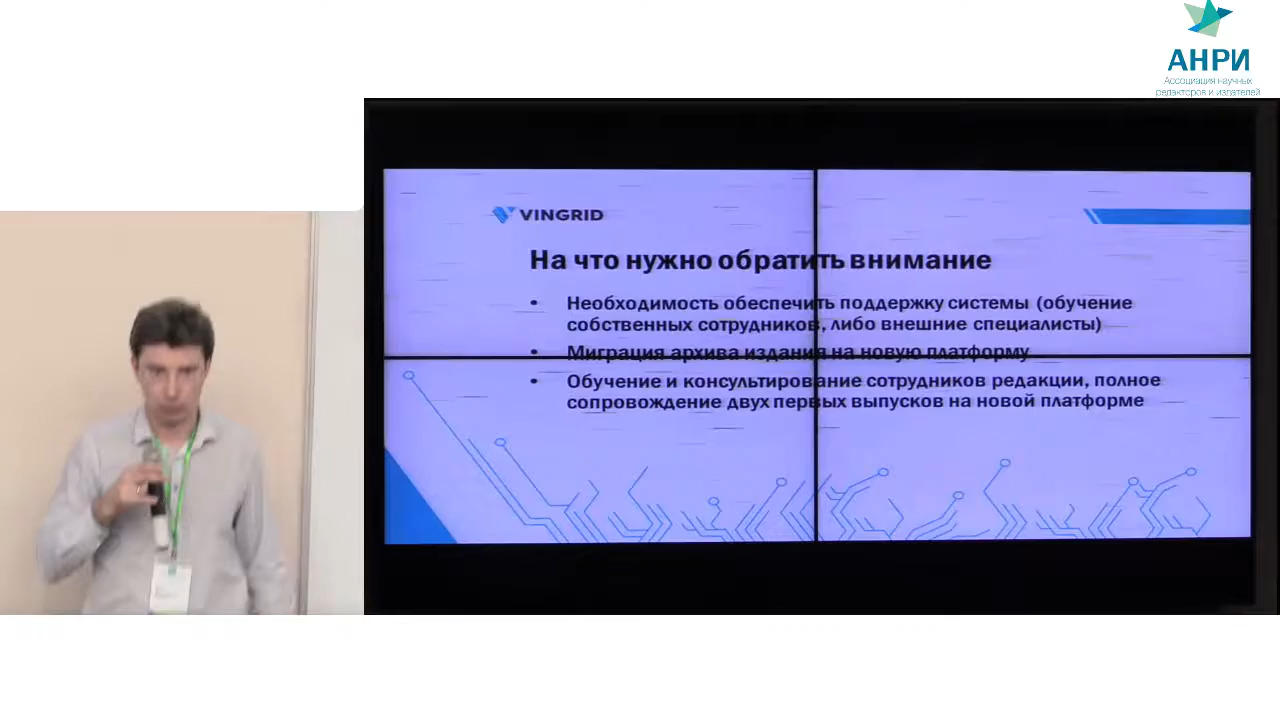 АНРИ
Ассоциация научных
редакторов и издателей
VINGRID
На что нужно обратить внимание
• Необходимость обеспечить поддержку системы (обучение
собственных сотрудников, либо внешние специалисты)
• Миграция архива издания на новую платформу
• Обучение и консультирование сотрудников редакции, полное
сопровождение двух первых выпусков на новой платформе